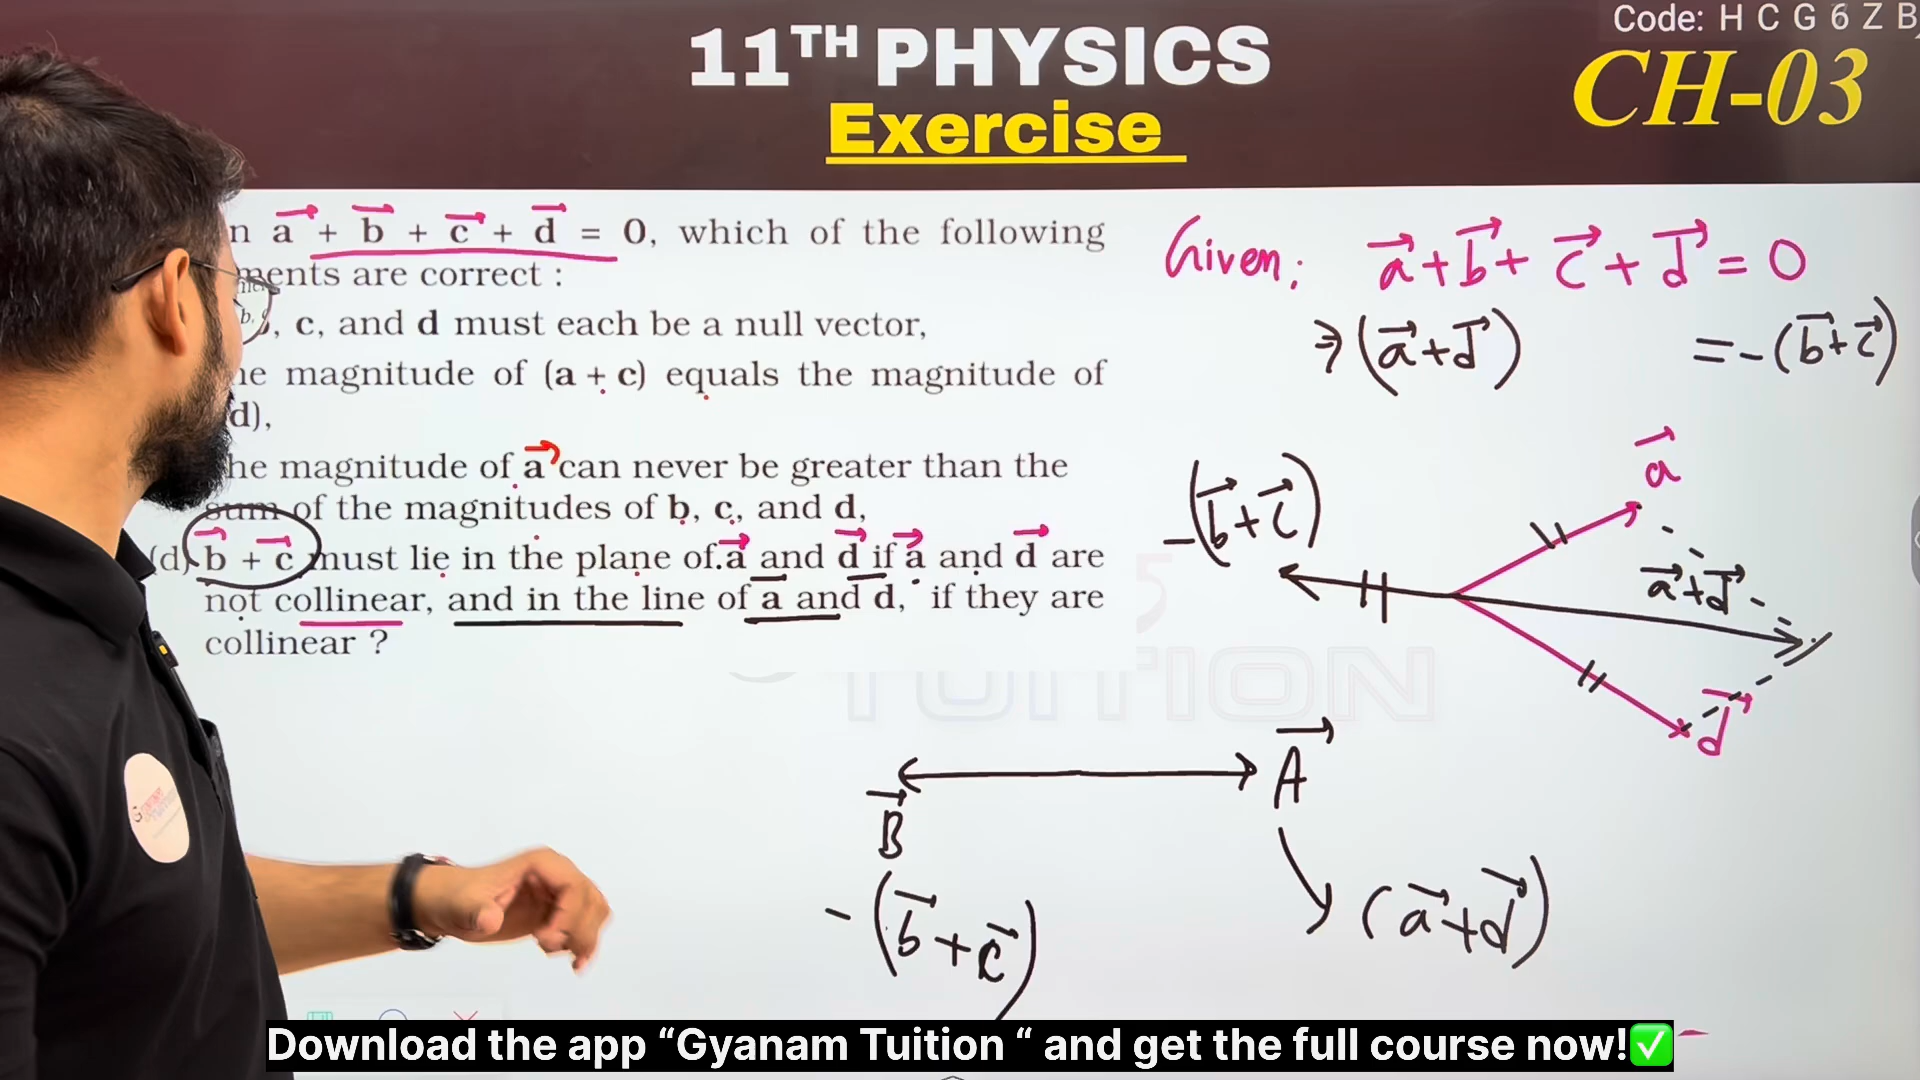 Code: H C G 6 Z B
11TH PHYSICS
CH-03
Exercise
n a + b + c + d = 0, which of the following
ments are correct :
, c, and d must each be a null vector,
he magnitude of (a + c) equals the magnitude of
d),
he magnitude of a can never be greater than the
sum of the magnitudes of b, c, and d,
(d) b + c must lie in the plane of a and d if a and d are
not collinear, and in the line of a and d, if they are
collinear ?
Given; a + b + c + d = 0
⇒ (a + d) = - (b + c)
a
- (b + c)
a + d
d
TUITION
A
B
- (b + c)
(a + d)
Download the app “Gyanam Tuition “ and get the full course now!✅